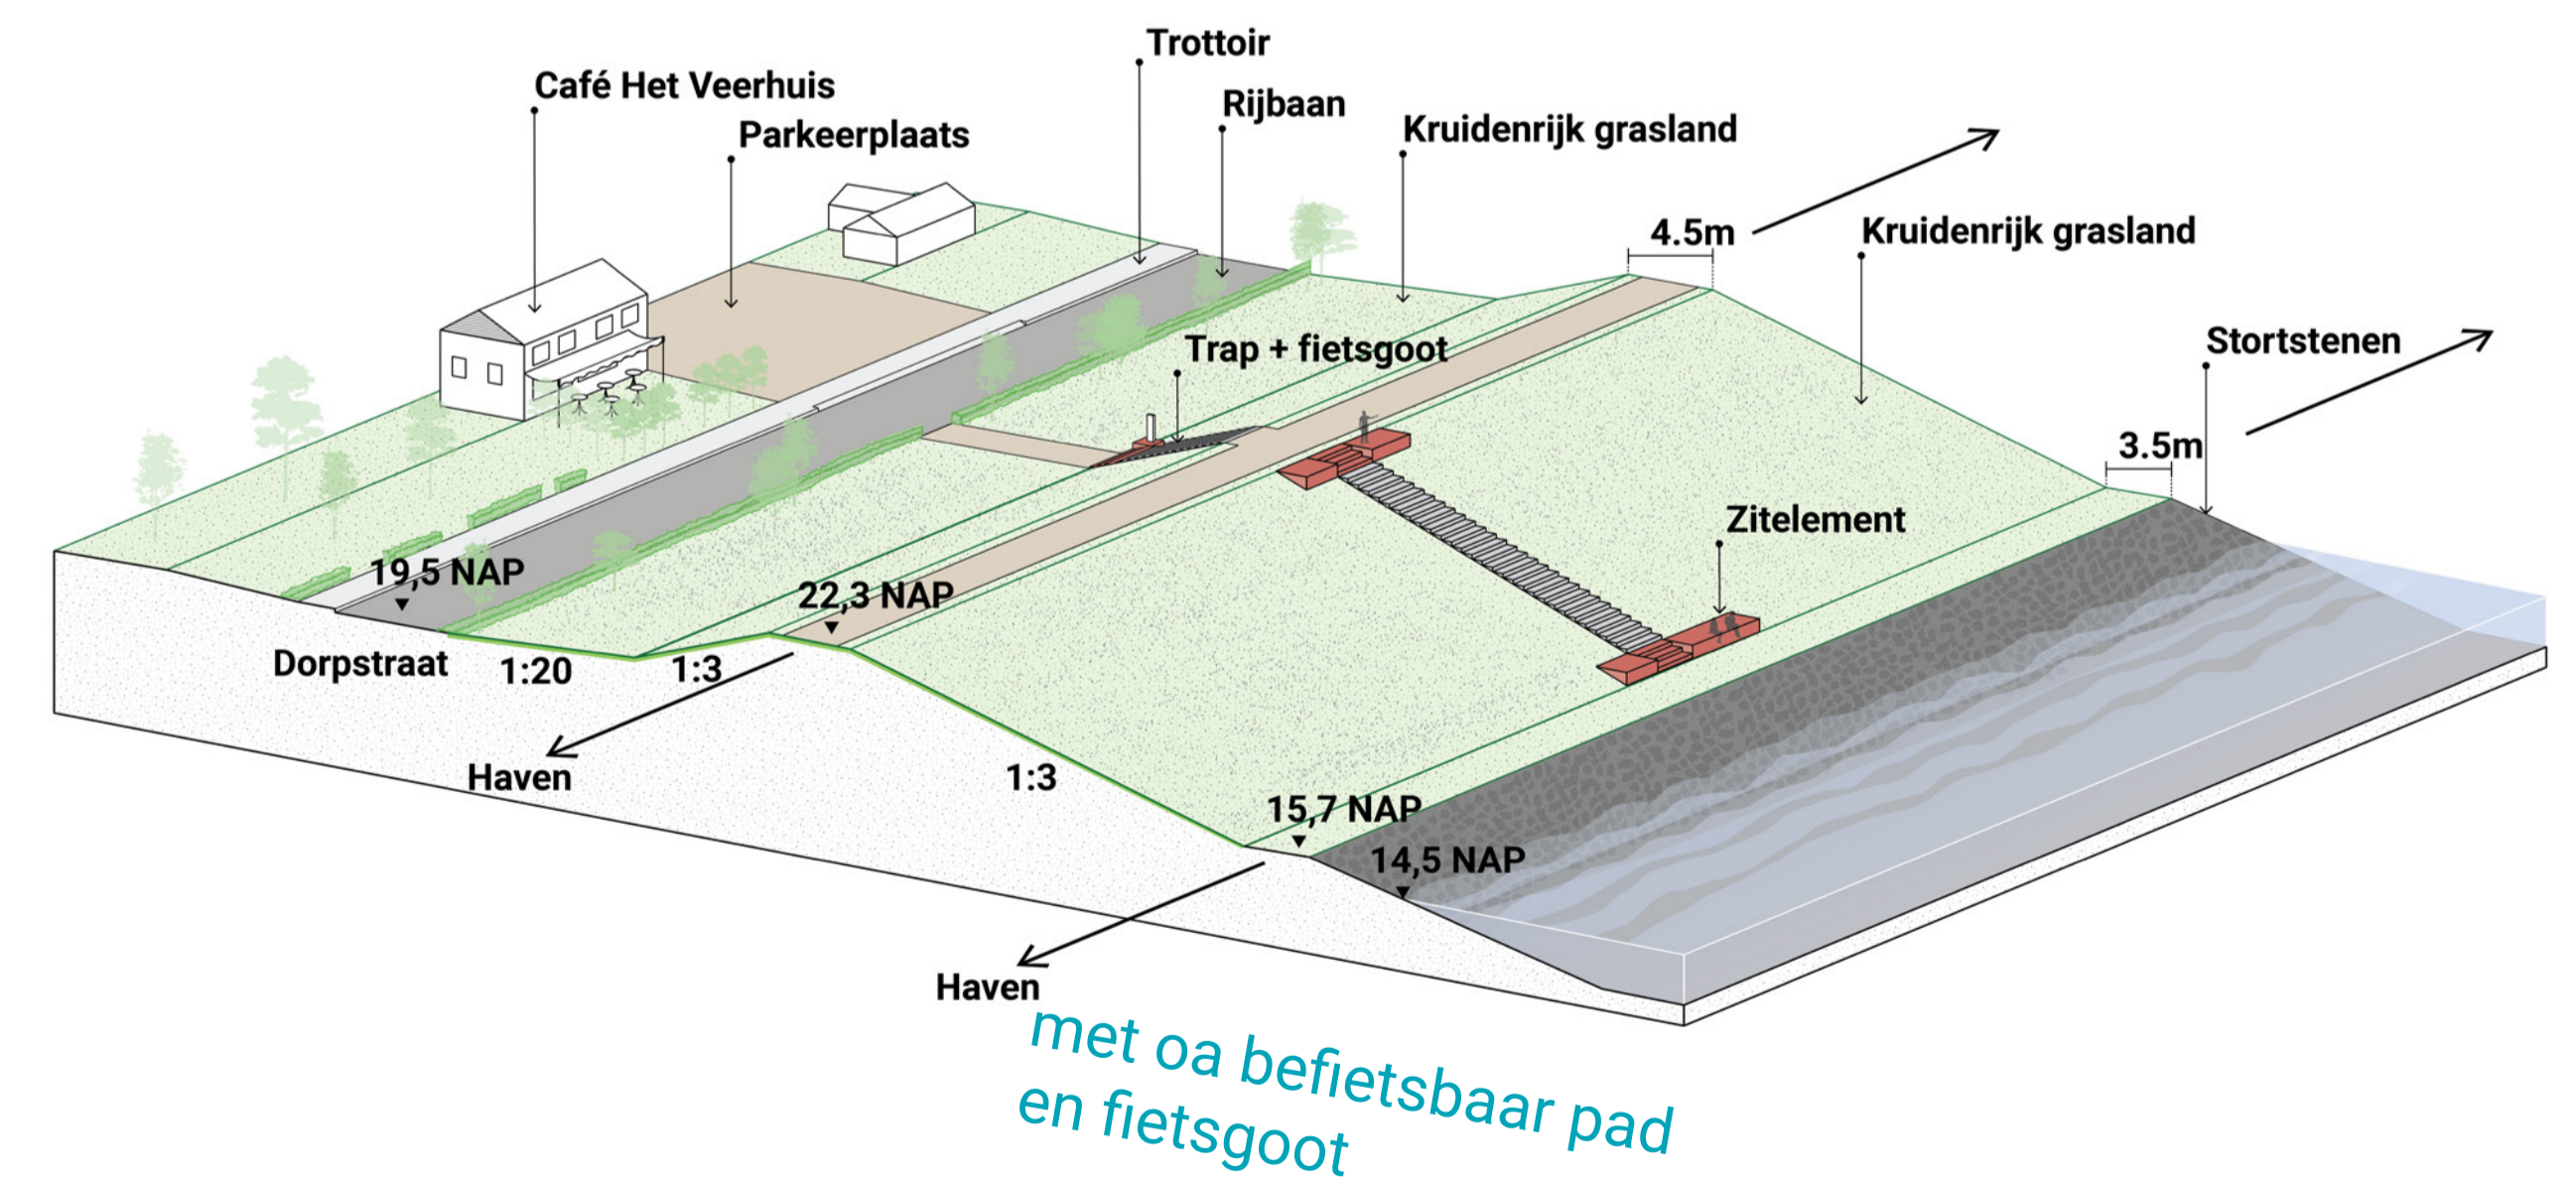 Trottoir
Café Het Veerhuis
Rijbaan
Parkeerplaats
Kruidenrijk grasland
4.5m
Kruidenrijk grasland
Stortstenen
Trap + fietsgoot
3.5m
Zitelement
19,5 NAP
22,3 NAP
Dorpstraat
1:20
1:3
Haven
1:3
15,7 NAP
14,5 NAP
Haven
met oa befietsbaar pad
en fietsgoot